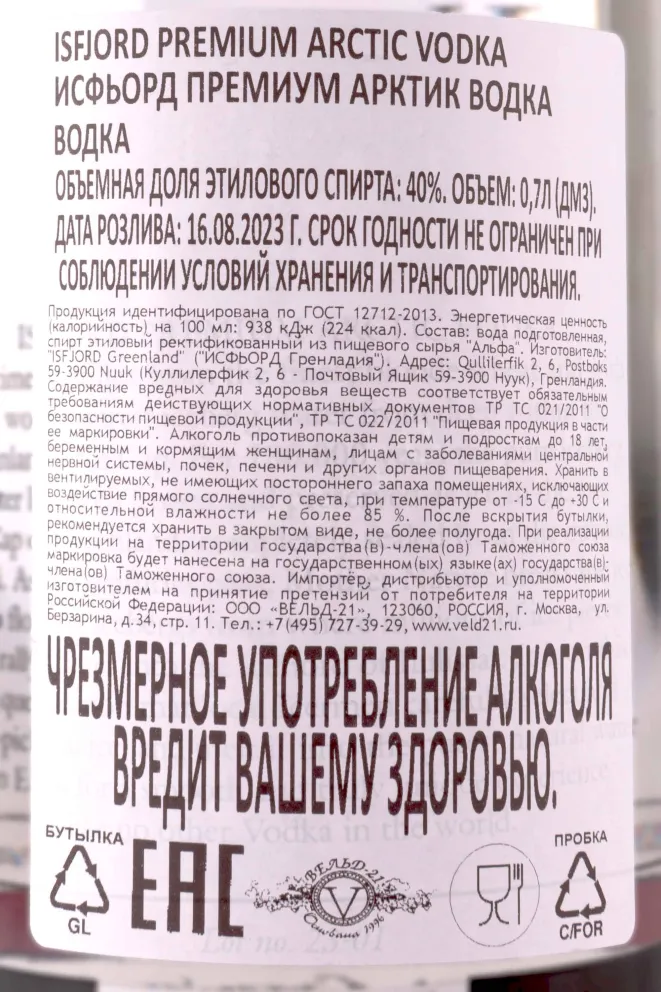 ISFJORD PREMIUM ARCTIC VODKA
ИСФЬОРД ПРЕМИУМ АРКТИК ВОДКА
ВОДКА
ОБЪЕМНАЯ ДОЛЯ ЭТИЛОВОГО СПИРТА: 40%. ОБЪЕМ: 0,7Л (ДМ3).
ДАТА РОЗЛИВА: 16.08.2023 Г. СРОК ГОДНОСТИ НЕ ОГРАНИЧЕН ПРИ
СОБЛЮДЕНИИ УСЛОВИЙ ХРАНЕНИЯ И ТРАНСПОРТИРОВАНИЯ.
Продукция идентифицирована по ГОСТ 12712-2013. Энергетическая ценность
(калорийность) на 100 мл: 938 кДж (224 ккал). Состав: вода подготовленная,
спирт этиловый ректификованный из пищевого сырья "Альфа". Изготовитель:
"ISFJORD Greenland" ("ИСФЬОРД Гренладия"). Адрес: Qullilerfik 2, 6, Postboks
59-3900 Nuuk (Куллилерфик 2, 6 - Почтовый Ящик 59-3900 Нуук), Гренландия.
Содержание вредных для здоровья веществ соответствует обязательным
требованиям действующих нормативных документов ТР ТС 021/2011 "О
безопасности пищевой продукции", ТР ТС 022/2011 "Пищевая продукция в части
ее маркировки". Алкоголь противопоказан детям и подросткам до 18 лет,
беременным и кормящим женщинам, лицам с заболеваниями центральной
нервной системы, почек, печени и других органов пищеварения. Хранить в
вентилируемых, не имеющих постороннего запаха помещениях, исключающих
воздействие прямого солнечного света, при температуре от -15 С до +30 С и
относительной влажности не более 85 %. После вскрытия бутылки,
рекомендуется хранить в закрытом виде, не более полугода. При реализации
продукции на территории государства(в)-члена(ов) Таможенного союза
маркировка будет нанесена на государственном(ых) языке(ах) государства(в)-
члена(ов) Таможенного союза. Импортёр, дистрибьютор и уполномоченный
изготовителем на принятие претензий от потребителя на территории
Российской Федерации: ООО «ВЕЛЬД-21», 123060, РОССИЯ, г. Москва, ул.
Берзарина, д.34, стр. 11. Тел.: +7(495)727-39-29, www.veld21.ru.
ЧРЕЗМЕРНОЕ УПОТРЕБЛЕНИЕ АЛКОГОЛЯ
ВРЕДИТ ВАШЕМУ ЗДОРОВЬЮ.
no other Vodka in the world.
БУТЫЛКА
GL
EAC
ВЕЛЬД-21
V
Основана 1996
ПРОБКА
C/FOR